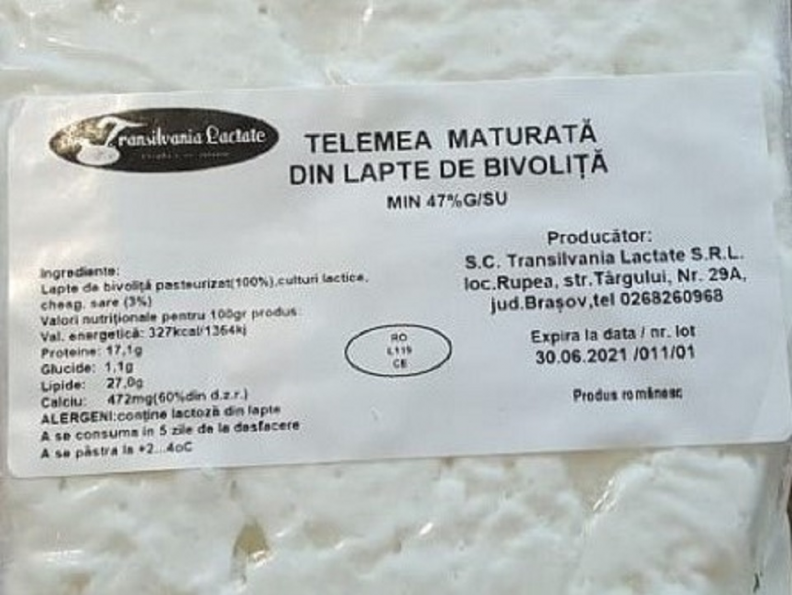 Transilvania Lactate
TELEMEA MATURATĂ
DIN LAPTE DE BIVOLIȚĂ
MIN 47%G/SU
Ingrediente:
Lapte de bivoliță pasteurizat(100%),culturi lactice,
cheag, sare (3%)
Valori nutriționale pentru 100gr produs:
Val. energetică: 327kcal/1364kj
Proteine: 17,1g
Glucide: 1,1g
Lipide: 27,0g
Calciu: 472mg(60%din d.z.r.)
ALERGENI:conține lactoză din lapte
A se consuma in 5 zile de la desfacere
A se păstra la +2...4oC
RO
L119
CE
Producător:
S.C. Transilvania Lactate S.R.L.
loc.Rupea, str.Târgului, Nr. 29A,
jud.Brașov,tel 0268260968
Expira la data / nr. lot
30.06.2021 /011/01
Produs românesc